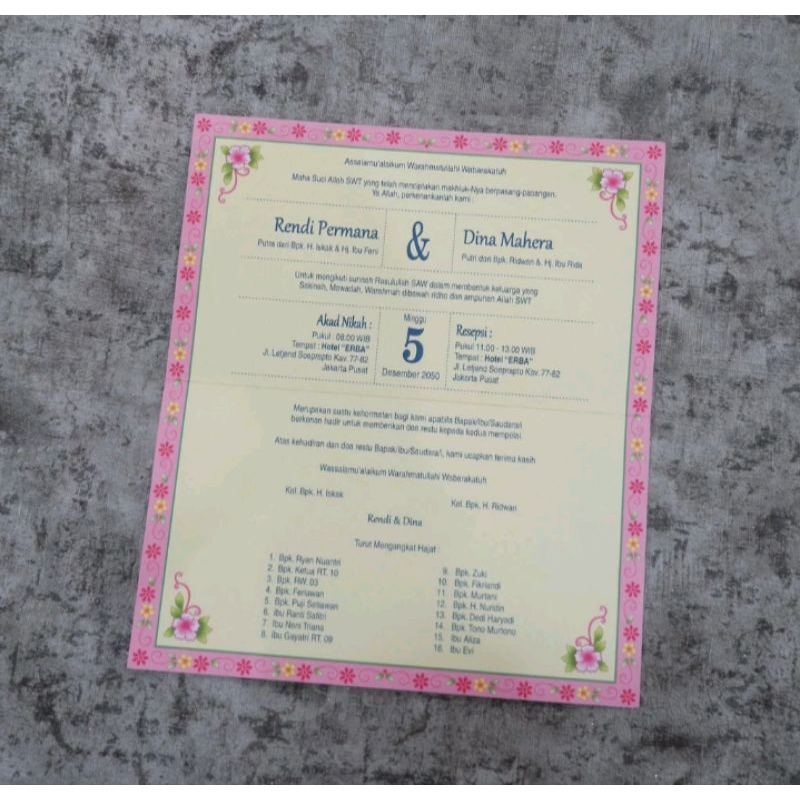 Assalamu'alaikum Warahmatullahi Wabarakatuh
Maha Suci Allah SWT yang telah menciptakan makhluk-Nya berpasang-pasangan.
Ya Allah, perkenankanlah kami :
Rendi Permana
Putra dari Bpk. H. Iskak & Hj. Ibu Feni
&
Dina Mahera
Putri dari Bpk. Ridwan & Hj. Ibu Rida
Untuk mengikuti sunnah Rasulullah SAW dalam membentuk keluarga yang
Sakinah, Mawadah, Warahmah dibawah ridho dan ampunan Allah SWT
Akad Nikah :
Pukul : 08.00 WIB
Tempat : Hotel "ERBA"
Jl. Letjend Soeprapto Kav. 77-82
Jakarta Pusat
Minggu
5
Desember 2050
Resepsi :
Pukul 11.00 - 13.00 WIB
Tempat : Hotel "ERBA"
Jl. Letjend Soeprapto Kav. 77-82
Jakarta Pusat
Merupakan suatu kehormatan bagi kami apabila Bapak/Ibu/Saudara/i
berkenan hadir untuk memberikan doa restu kepada kedua mempelai.
Atas kehadiran dan doa restu Bapak/Ibu/Saudara/i, kami ucapkan terima kasih
Wassalamu'alaikum Warahmatullahi Wabarakatuh
Kel. Bpk. H. Iskak
Kel. Bpk. H. Ridwan
Rendi & Dina
Turut Mengangkat Hajat :
1. Bpk. Ryan
2. Bpk. Ketua RT. 10
3. Bpk. RW. 03
4. Bpk. Feriawan
5. Bpk. Puji Setiawan
6. Ibu Ranti Safitri
7. Ibu Neni Triana
8. Ibu Gayatri RT. 09
9. Bpk. Zuki
10. Bpk. Fikriandi
11. Bpk. Murtani
12. Bpk. H. Nuristin
13. Bpk. Dedi Haryadi
14. Bpk. Tono Murtono
15. Ibu Aliza
16. Ibu Evi